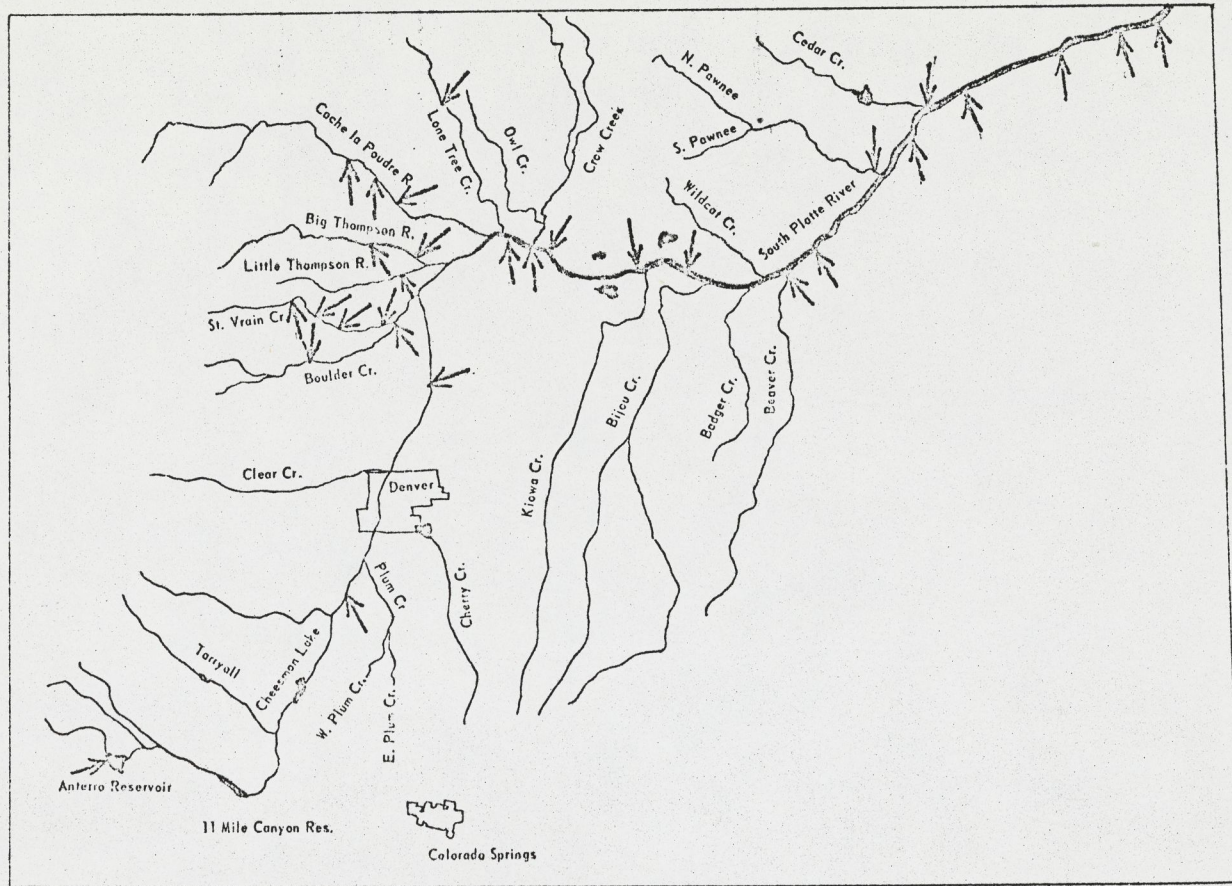 Cedar Cr.
N. Pawnee
S. Pawnee
Cache la Poudre R.
Lone Tree Cr.
Owl Cr.
Crow Creek
Wildcat Cr.
South Platte River
Big Thompson R.
Little Thompson R.
St. Vrain Cr.
Boulder Cr.
Clear Cr.
Denver
Kiowa Cr.
Bijou Cr.
Badger Cr.
Beaver Cr.
Plum Cr
Cherry Cr.
Tarryall
Cheesman Lake
W. Plum Cr.
E. Plum Cr.
Anterro Reservoir
11 Mile Canyon Res.
Colorado Springs